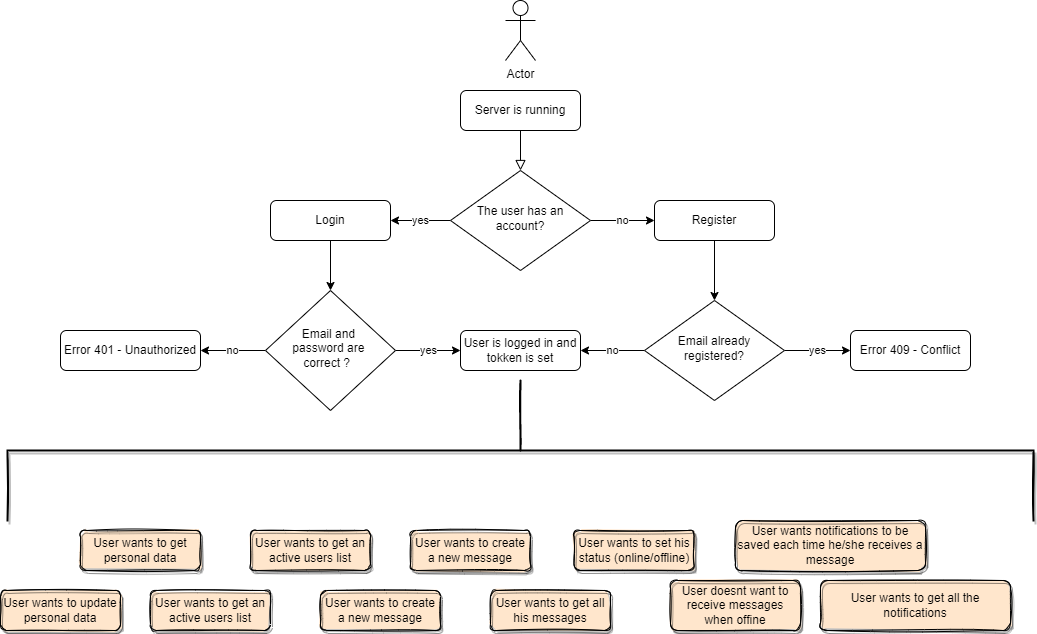 Actor
Server is running
The user has an
account?
yes
no
Login
Register
Email and
password are
correct ?
Email already
registered?
Error 401 - Unauthorized
no
yes
User is logged in and
tokken is set
no
yes
Error 409 - Conflict
User wants to get
personal data
User wants to get an
active users list
User wants to create
a new message
User wants to set his
status (online/offline)
User wants notifications to be
saved each time he/she receives a
message
User wants to update
personal data
User wants to get an
active users list
User wants to create
a new message
User wants to get all
his messages
User doesnt want to
receive messages
when offine
User wants to get all the
notifications